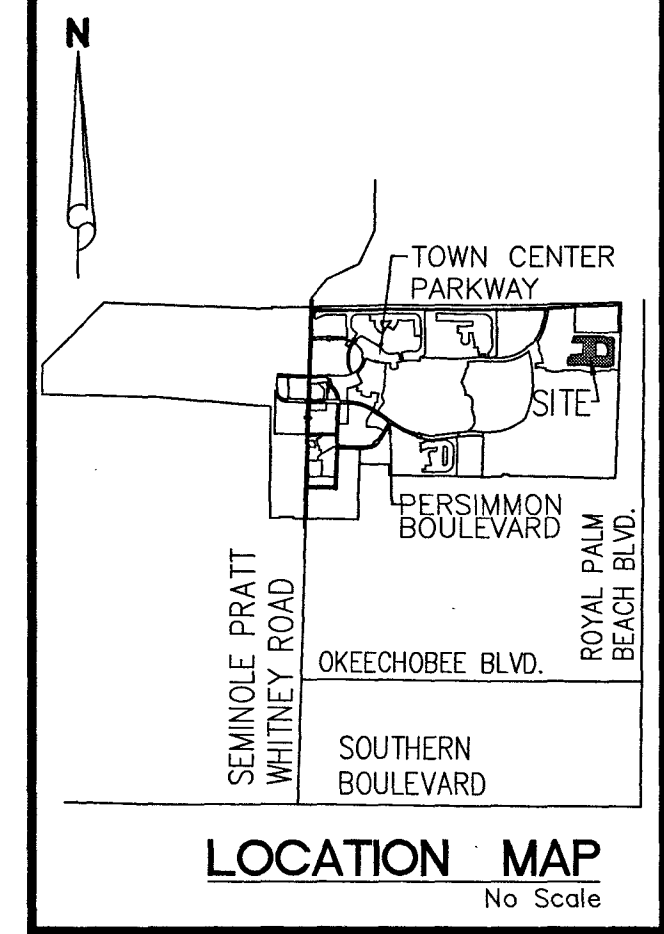 N
TOWN CENTER
PARKWAY
SITE
PERSIMMON
BOULEVARD
ROYAL PALM
BEACH BLVD.
SEMINOLE PRATT
WHITNEY ROAD
OKEECHOBEE BLVD.
SOUTHERN
BOULEVARD
LOCATION MAP
No Scale